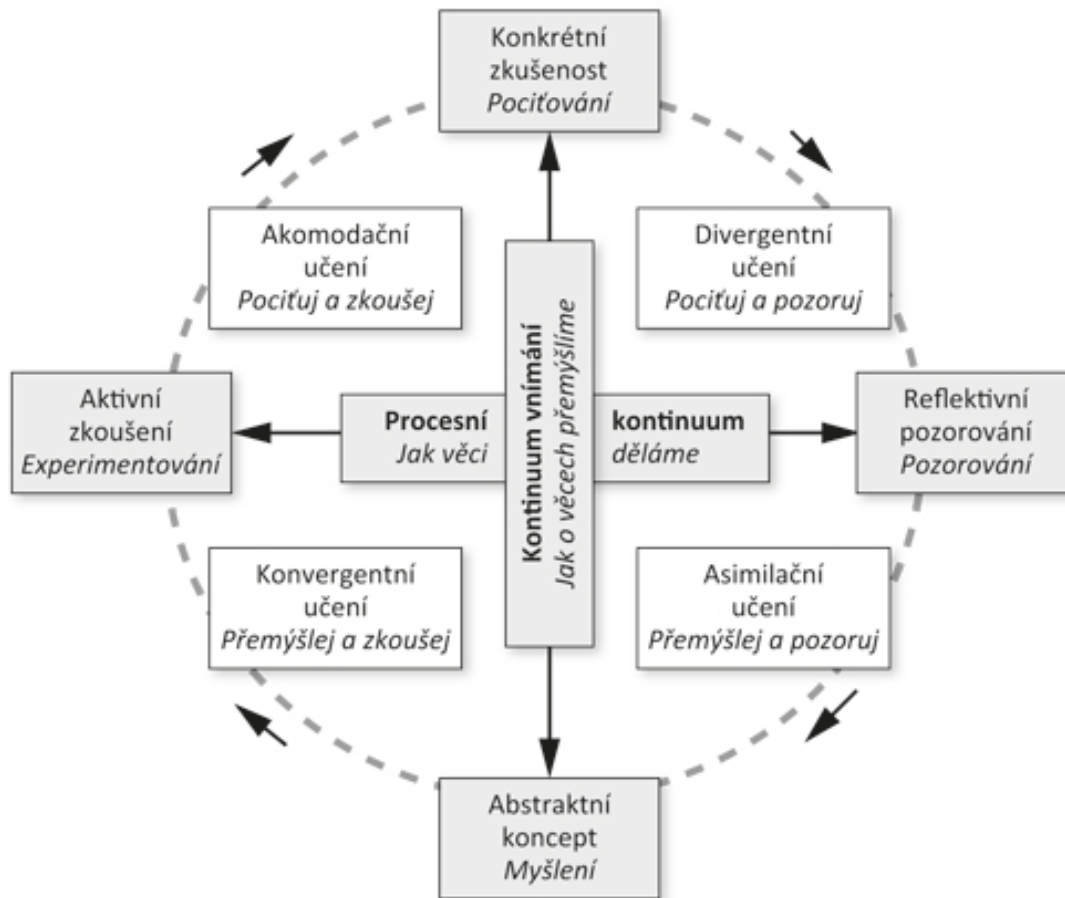 Konkrétní
zkušenost
Pociťování
Akomodační
učení
Pociťuj a zkoušej
Divergentní
učení
Pociťuj a pozoruj
Kontinuum vnímání
Jak o věcech přemýšlíme
Aktivní
zkoušení
Experimentování
Procesní kontinuum
Jak věci děláme
Reflektivní
pozorování
Pozorování
Konvergentní
učení
Přemýšlej a zkoušej
Asimilační
učení
Přemýšlej a pozoruj
Abstraktní
koncept
Myšlení